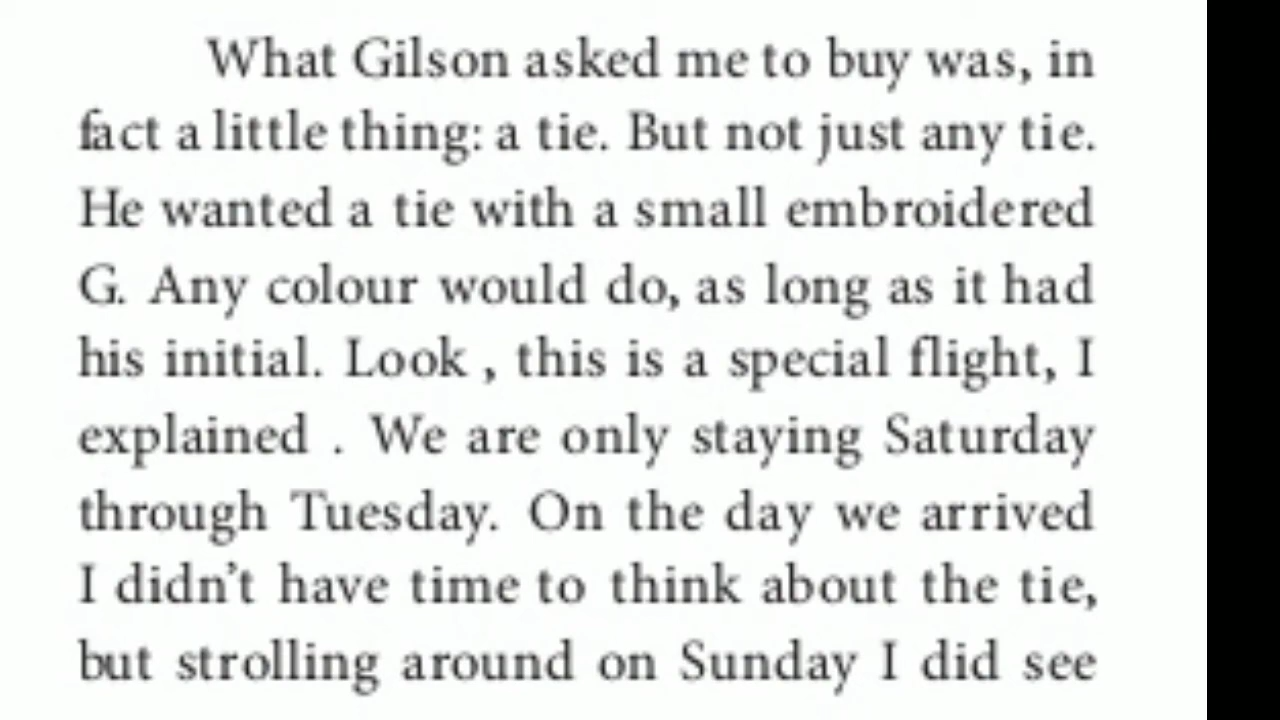 What Gilson asked me to buy was, in
fact a little thing: a tie. But not just any tie.
He wanted a tie with a small embroidered
G. Any colour would do, as long as it had
his initial. Look , this is a special flight, I
explained . We are only staying Saturday
through Tuesday. On the day we arrived
I didn’t have time to think about the tie,
but strolling around on Sunday I did see